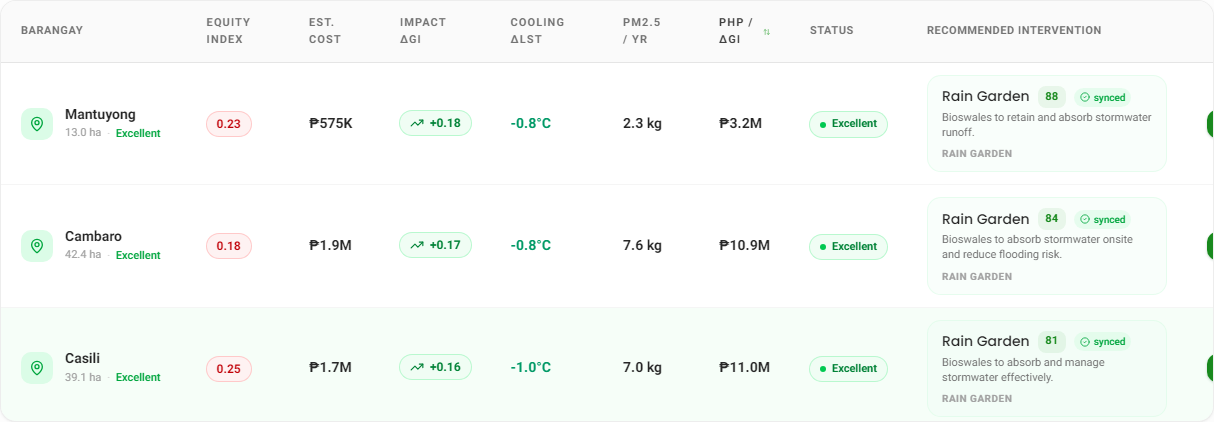 BARANGAY
EQUITY
INDEX
EST.
COST
IMPACT
ΔGI
COOLING
ΔLST
PM2.5
/ YR
PHP /
ΔGI
STATUS
RECOMMENDED INTERVENTION
Mantuyong
13.0 ha · Excellent
0.23
₱575K
+0.18
-0.8°C
2.3 kg
₱3.2M
Excellent
Rain Garden 88 synced
Bioswales to retain and absorb stormwater
runoff.
RAIN GARDEN
Cambaro
42.4 ha · Excellent
0.18
₱1.9M
+0.17
-0.8°C
7.6 kg
₱10.9M
Excellent
Rain Garden 84 synced
Bioswales to absorb stormwater onsite
and reduce flooding risk.
RAIN GARDEN
Casili
39.1 ha · Excellent
0.25
₱1.7M
+0.16
-1.0°C
7.0 kg
₱11.0M
Excellent
Rain Garden 81 synced
Bioswales to absorb and manage
stormwater effectively.
RAIN GARDEN